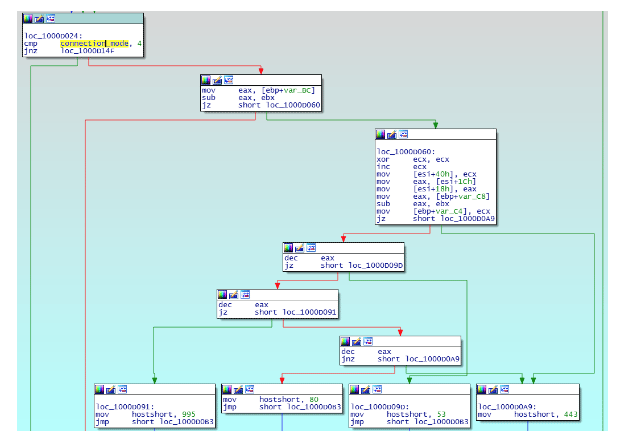 loc_1000D024:
cmp connection_mode, 4
jnz loc_1000D14F
mov eax, [ebp+var_DC]
sub eax, ebx
jz short loc_1000D060
loc_1000D060:
xor ecx, ecx
inc ecx
mov [esi+40h], ecx
mov eax, [esi+1Ch]
mov [esi+18h], eax
mov eax, [ebp+var_C8]
sub eax, ebx
mov [ebp+var_C4], ecx
jz short loc_1000D0A9
dec eax
jz short loc_1000D09D
dec eax
jz short loc_1000D091
dec eax
jnz short loc_1000D0A9
loc_1000D091:
mov hostshort, 995
jmp short loc_1000D0B3
mov hostshort, 80
jmp short loc_1000D0B3
loc_1000D09D:
mov hostshort, 53
jmp short loc_1000D0B3
loc_1000D0A9:
mov hostshort, 443